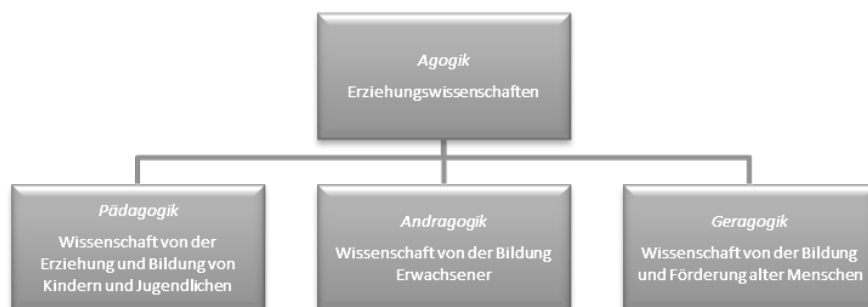 Agogik
Erziehungswissenschaften
Pädagogik
Wissenschaft von der
Erziehung und Bildung von
Kindern und Jugendlichen
Andragogik
Wissenschaft von der Bildung
Erwachsener
Geragogik
Wissenschaft von der Bildung
und Förderung alter Menschen